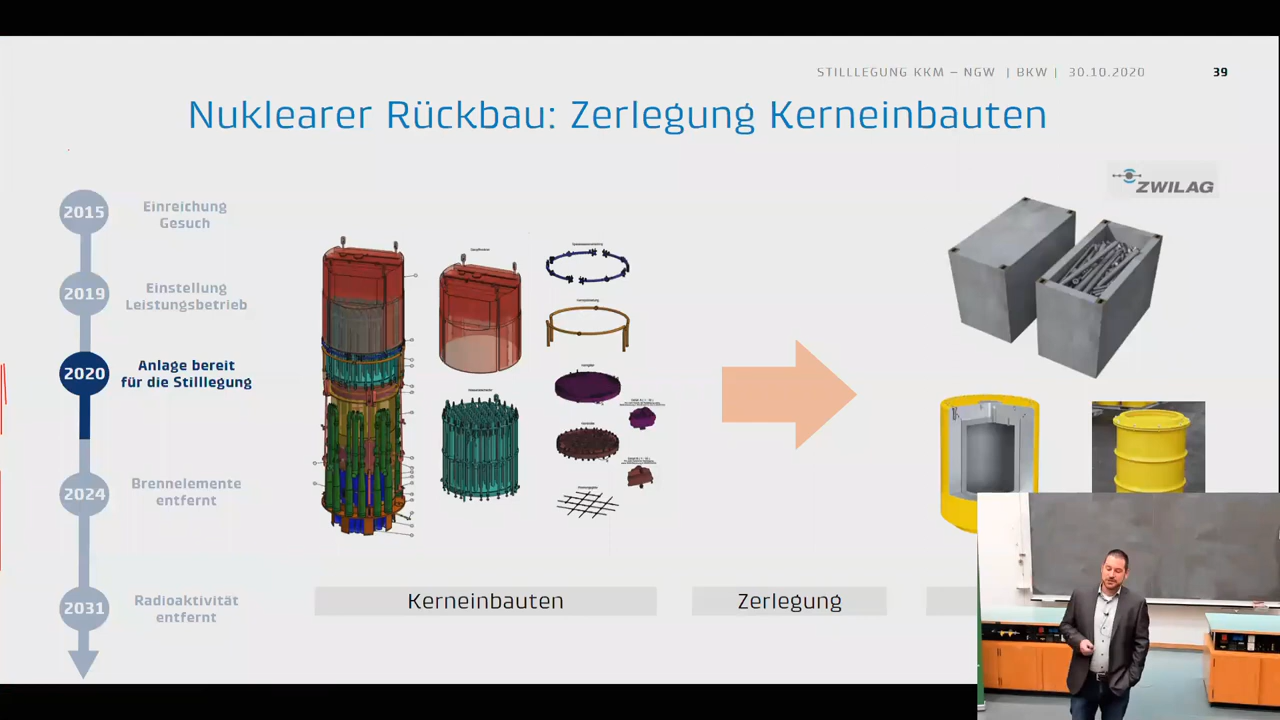 STILLLEGUNG KKM – NGW | BKW | 30.10.2020
39
Nuklearer Rückbau: Zerlegung Kerneinbauten
ZWILAG
2015
Einreichung
Gesuch
2019
Einstellung
Leistungsbetrieb
2020
Anlage bereit
für die Stilllegung
2024
Brennelemente
entfernt
2031
Radioaktivität
entfernt
Kerneinbauten
Zerlegung